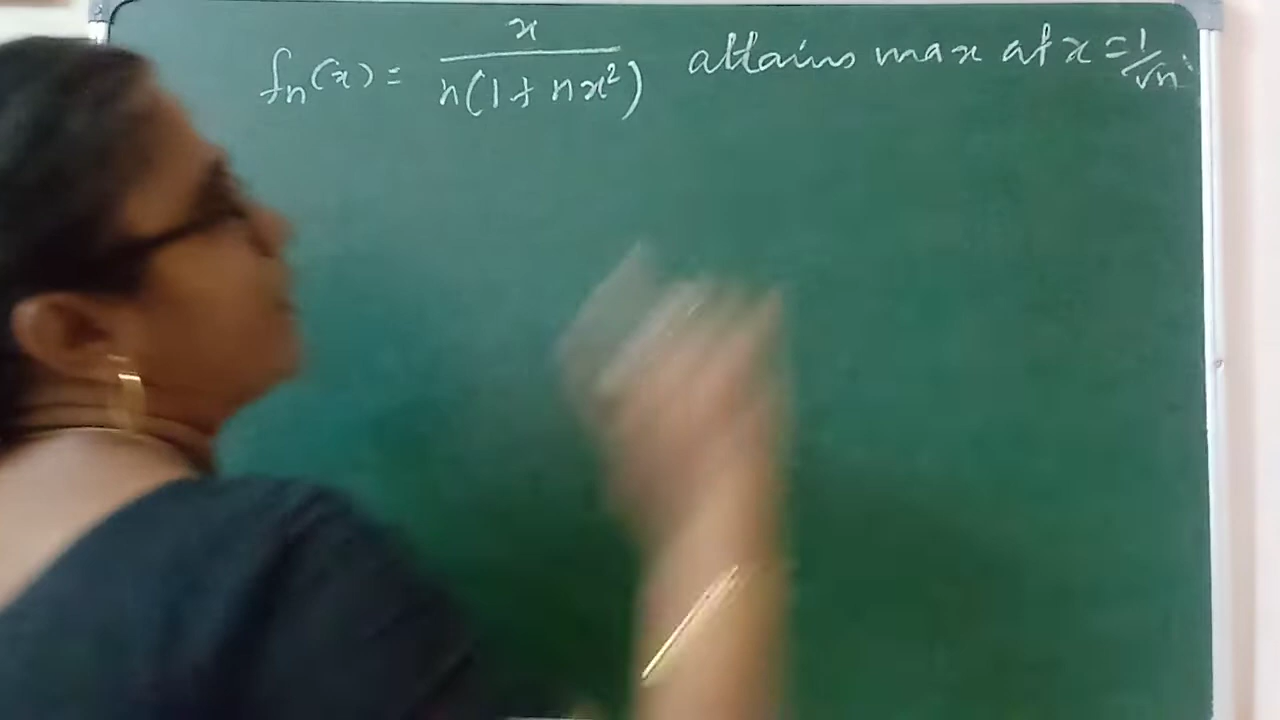 fn(x) = x / n(1 + nx²) attains max at x = 1/√n